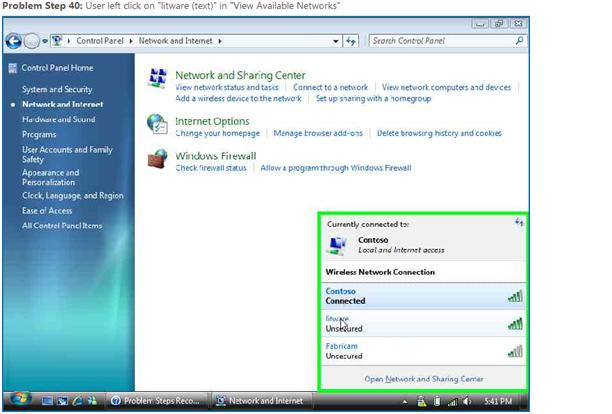 Problem Step 40: User left click on "litware (text)" in "View Available Networks"
Control Panel ▸ Network and Internet ▸
Search Control Panel
Control Panel Home
System and Security
Network and Internet
Hardware and Sound
Programs
User Accounts and Family
Safety
Appearance and
Personalization
Clock, Language, and Region
Ease of Access
All Control Panel Items
Network and Sharing Center
View network status and tasks
Connect to a network
View network computers and devices
Add a wireless device to the network
Set up sharing with a homegroup
Internet Options
Change your homepage
Manage browser add-ons
Delete browsing history and cookies
Windows Firewall
Check firewall status
Allow a program through Windows Firewall
Currently connected to:
Contoso
Local and Internet access
Wireless Network Connection
Contoso
Connected
litware
Unsecured
Fabrikam
Unsecured
Open Network and Sharing Center
Start
Problem Steps Reco...
Network and Internet
5:41 PM